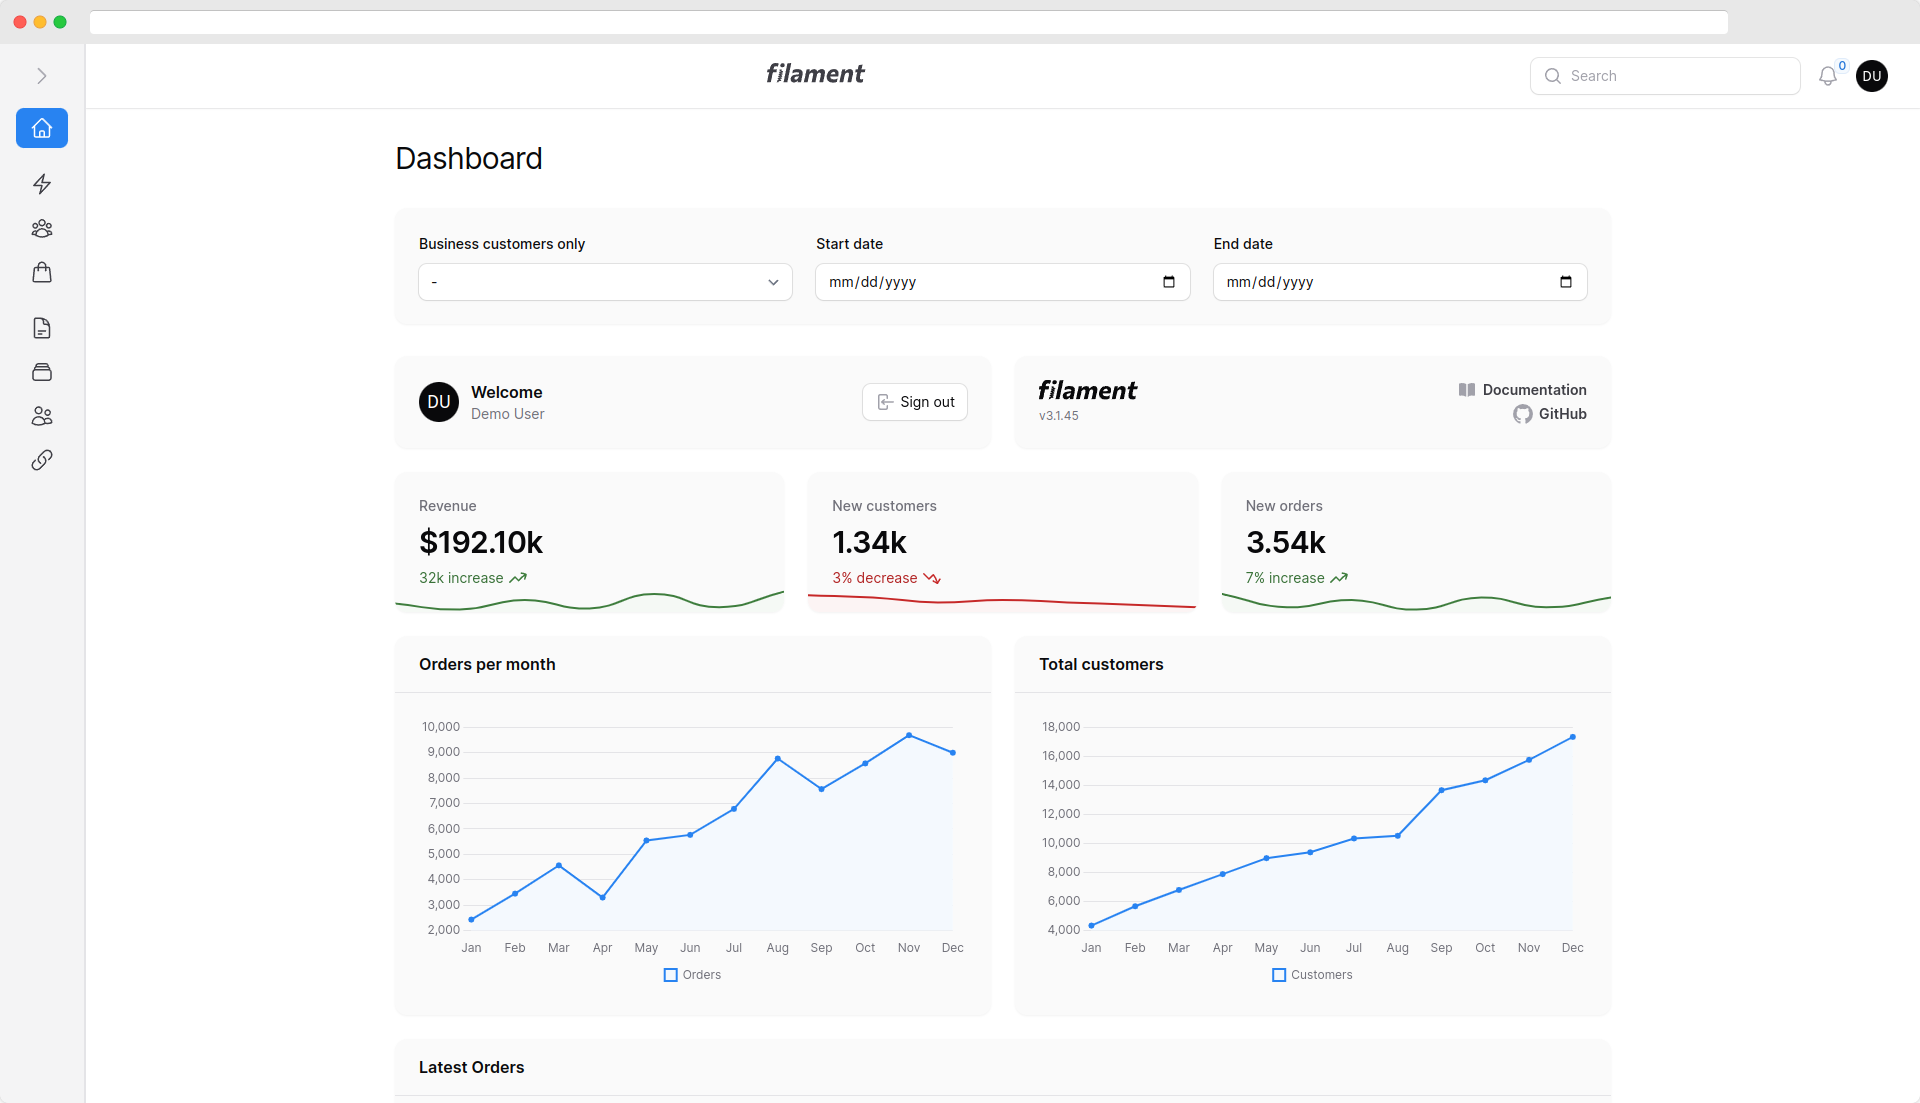 filament
Search
0
DU
Dashboard
Business customers only
Start date
End date
-
mm/dd/yyyy
mm/dd/yyyy
DU
Welcome
Demo User
Sign out
filament
v3.1.45
Documentation
GitHub
Revenue
$192.10k
32k increase
New customers
1.34k
3% decrease
New orders
3.54k
7% increase
Orders per month
10,000
9,000
8,000
7,000
6,000
5,000
4,000
3,000
2,000
Jan Feb Mar Apr May Jun Jul Aug Sep Oct Nov Dec
Orders
Total customers
18,000
16,000
14,000
12,000
10,000
8,000
6,000
4,000
Jan Feb Mar Apr May Jun Jul Aug Sep Oct Nov Dec
Customers
Latest Orders